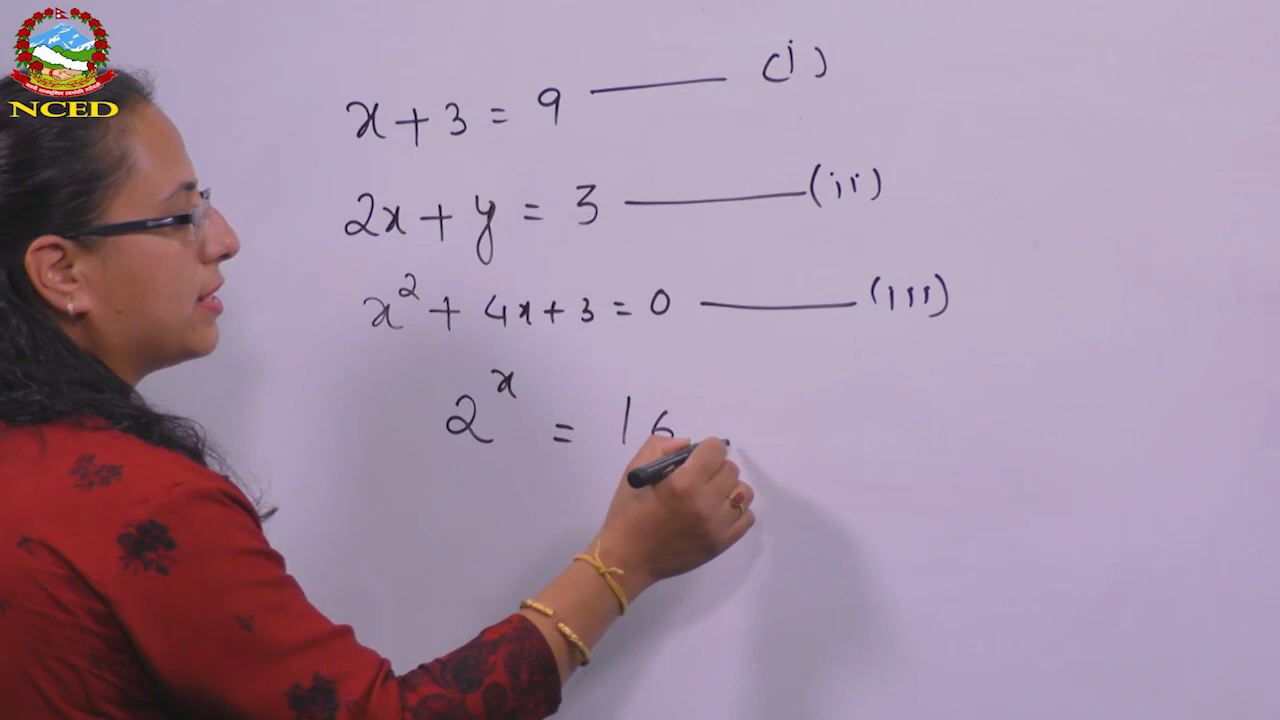 NCED
x + 3 = 9 ——— (i)
2x + y = 3 ——— (ii)
x² + 4x + 3 = 0 ——— (iii)
2ˣ = 16